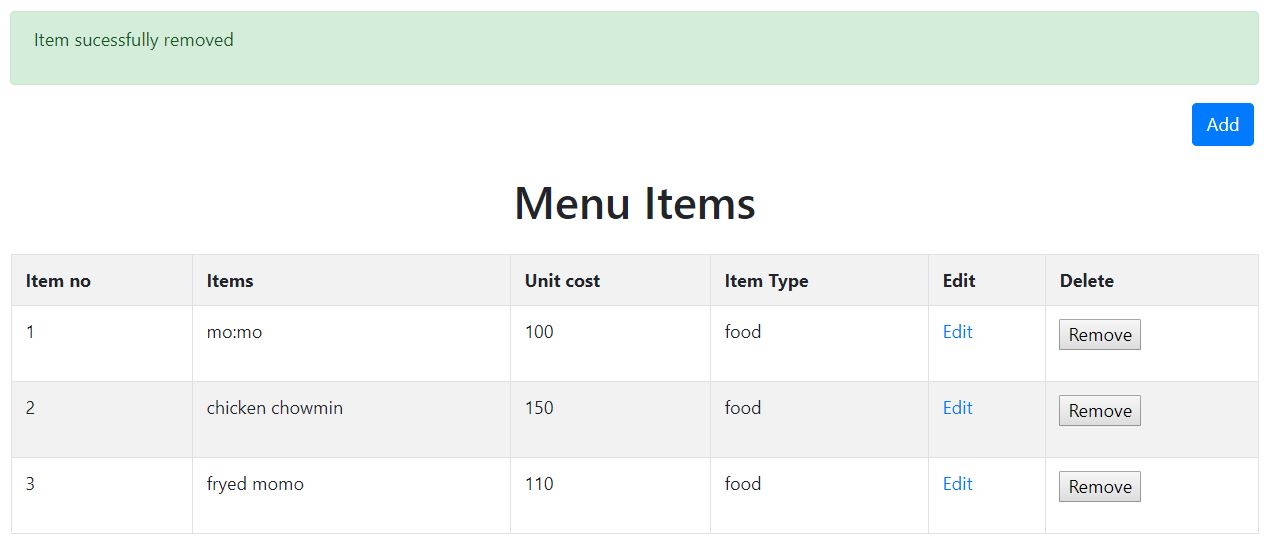 Item sucessfully removed
Add
Menu Items
Item no Items Unit cost Item Type Edit Delete
1 mo:mo 100 food Edit Remove
2 chicken chowmin 150 food Edit Remove
3 fryed momo 110 food Edit Remove